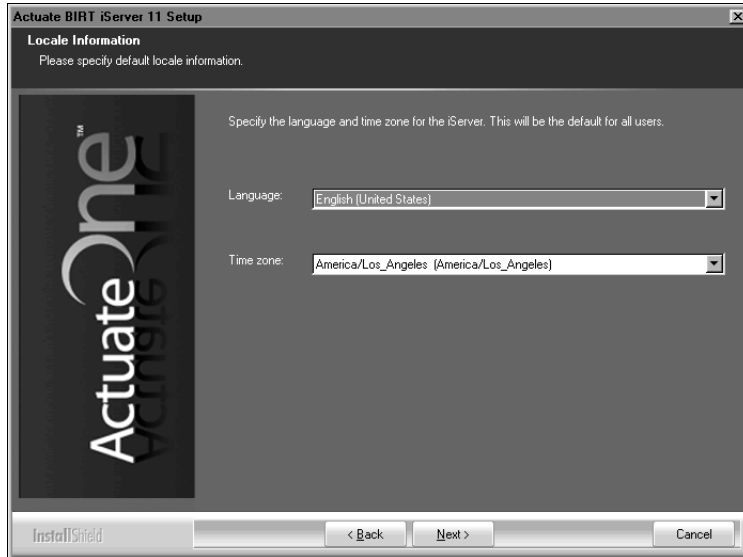 Actuate BIRT iServer 11 Setup
Locale Information
Please specify default locale information.
Specify the language and time zone for the iServer. This will be the default for all users.
Language:
English (United States)
Time zone:
America/Los_Angeles (America/Los_Angeles)
ActuateOne™
InstallShield
< Back
Next >
Cancel